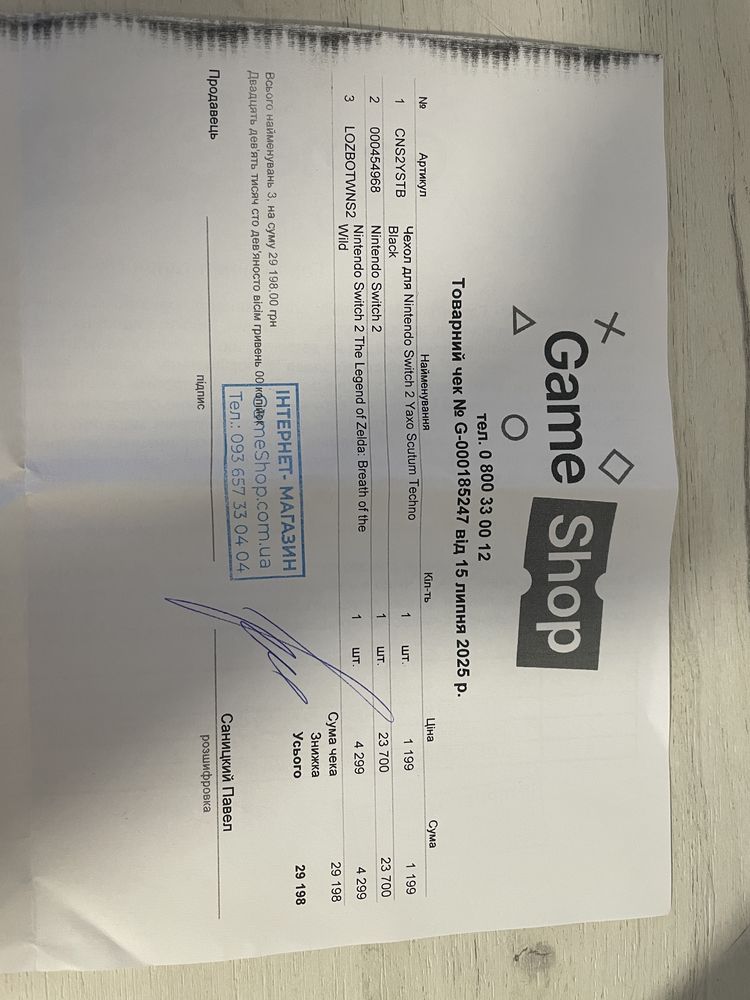 Game Shop
тел. 0 800 33 00 12
Товарний чек № G-000185247 від 15 липня 2025 р.
№ Артикул Найменування Кіл-ть Ціна Сума
1 CNS2YSTB Чехол для Nintendo Switch 2 Yaxo Scutum Techno 1 шт. 1 199 1 199
Black
2 000454968 Nintendo Switch 2 1 шт. 23 700 23 700
3 LOZBOTWNS2 Nintendo Switch 2 The Legend of Zelda: Breath of the 1 шт. 4 299 4 299
Wild
Сума чека 29 198
Знижка
Усього 29 198
Всього найменувань 3, на суму 29 198,00 грн
Двадцять дев'ять тисяч сто дев'яносто вісім гривень 00 копійок
ІНТЕРНЕТ- МАГАЗИН
GameShop.com.ua
Тел.: 093 657 33 04 04
Продавець Саницкий Павел
підпис розшифровка